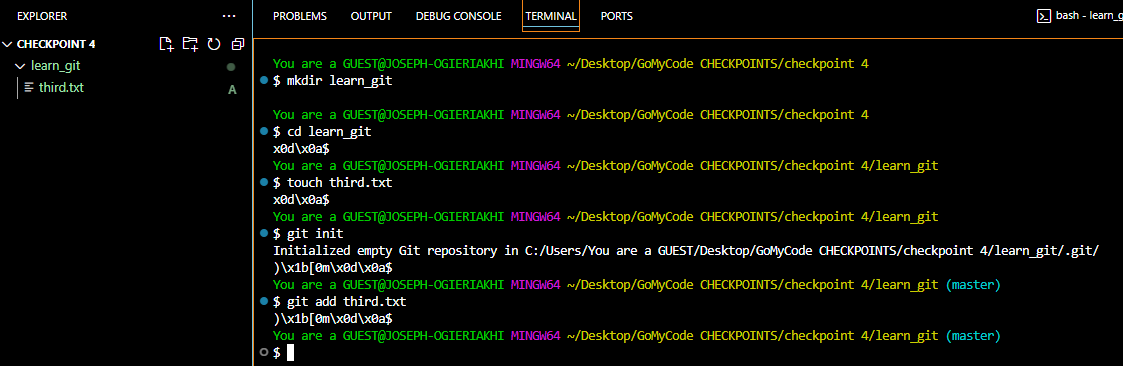 EXPLORER ...
CHECKPOINT 4
learn_git
third.txt A
PROBLEMS OUTPUT DEBUG CONSOLE TERMINAL PORTS bash - learn_g
You are a GUEST@JOSEPH-OGIERIAKHI MINGW64 ~/Desktop/GoMyCode CHECKPOINTS/checkpoint 4
$ mkdir learn_git
You are a GUEST@JOSEPH-OGIERIAKHI MINGW64 ~/Desktop/GoMyCode CHECKPOINTS/checkpoint 4
$ cd learn_git
x0d\x0a$
You are a GUEST@JOSEPH-OGIERIAKHI MINGW64 ~/Desktop/GoMyCode CHECKPOINTS/checkpoint 4/learn_git
$ touch third.txt
x0d\x0a$
You are a GUEST@JOSEPH-OGIERIAKHI MINGW64 ~/Desktop/GoMyCode CHECKPOINTS/checkpoint 4/learn_git
$ git init
Initialized empty Git repository in C:/Users/You are a GUEST/Desktop/GoMyCode CHECKPOINTS/checkpoint 4/learn_git/.git/
)\x1b[0m\x0d\x0a$
You are a GUEST@JOSEPH-OGIERIAKHI MINGW64 ~/Desktop/GoMyCode CHECKPOINTS/checkpoint 4/learn_git (master)
$ git add third.txt
)\x1b[0m\x0d\x0a$
You are a GUEST@JOSEPH-OGIERIAKHI MINGW64 ~/Desktop/GoMyCode CHECKPOINTS/checkpoint 4/learn_git (master)
$